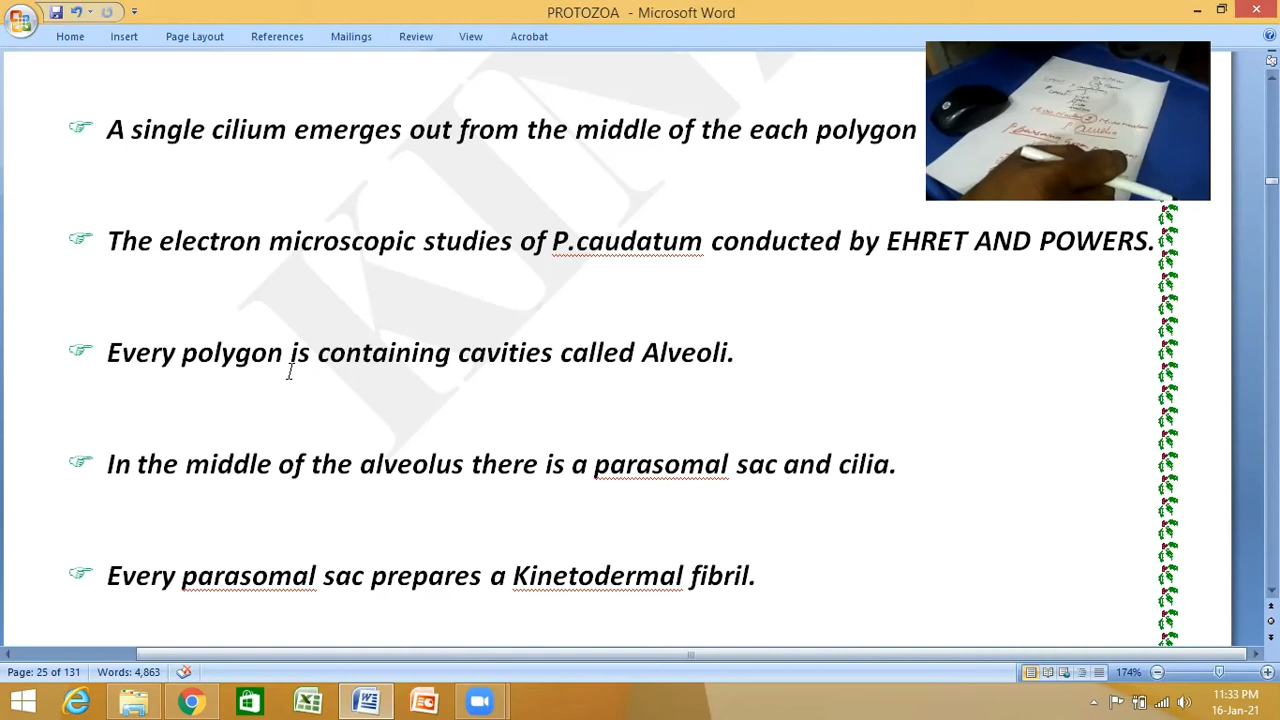 PROTOZOA - Microsoft Word
Home Insert Page Layout References Mailings Review View Acrobat
A single cilium emerges out from the middle of the each polygon
The electron microscopic studies of P.caudatum conducted by EHRET AND POWERS.
Every polygon is containing cavities called Alveoli.
In the middle of the alveolus there is a parasomal sac and cilia.
Every parasomal sac prepares a Kinetodermal fibril.
KIN
Page: 25 of 131 Words: 4,863 174%
11:33 PM
16-Jan-21